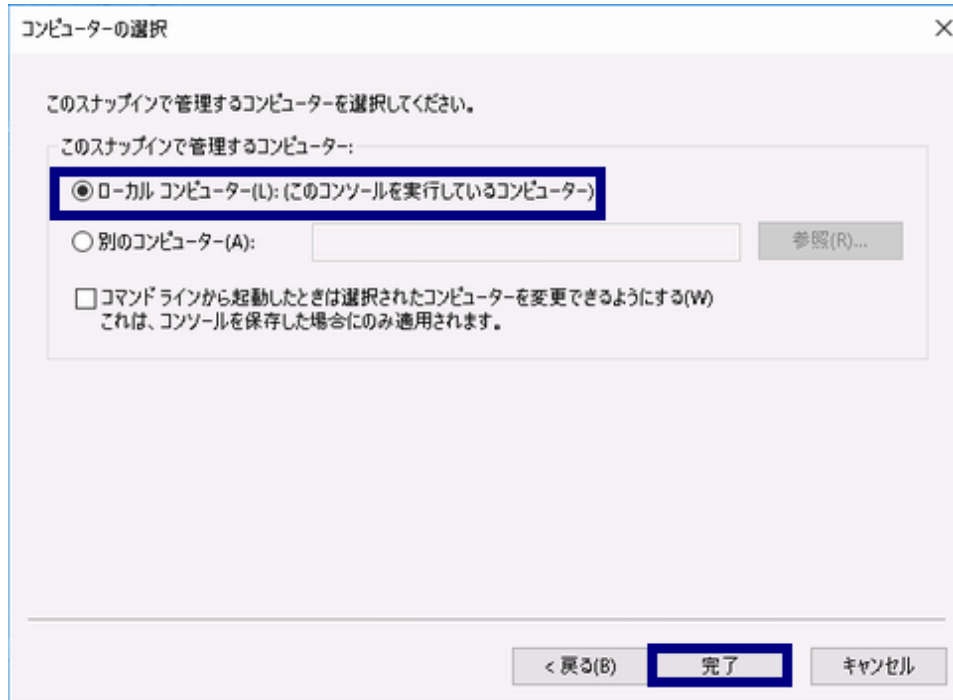 コンピューターの選択
このスナップインで管理するコンピューターを選択してください。
このスナップインで管理するコンピューター:
ローカル コンピューター(L): (このコンソールを実行しているコンピューター)
別のコンピューター(A):
参照(R)...
コマンド ラインから起動したときは選択されたコンピューターを変更できるようにする(W)
これは、コンソールを保存した場合にのみ適用されます。
< 戻る(B)
完了
キャンセル